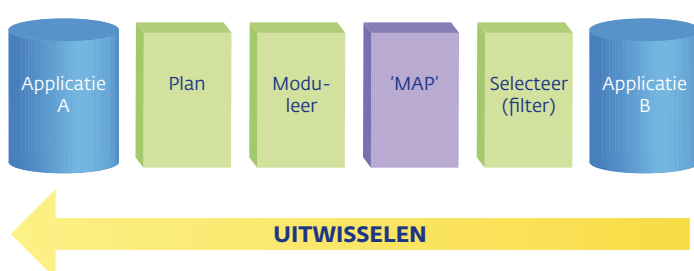 Applicatie
A
Plan
Modu-
leer
‘MAP’
Selecteer
(filter)
Applicatie
B
UITWISSELEN